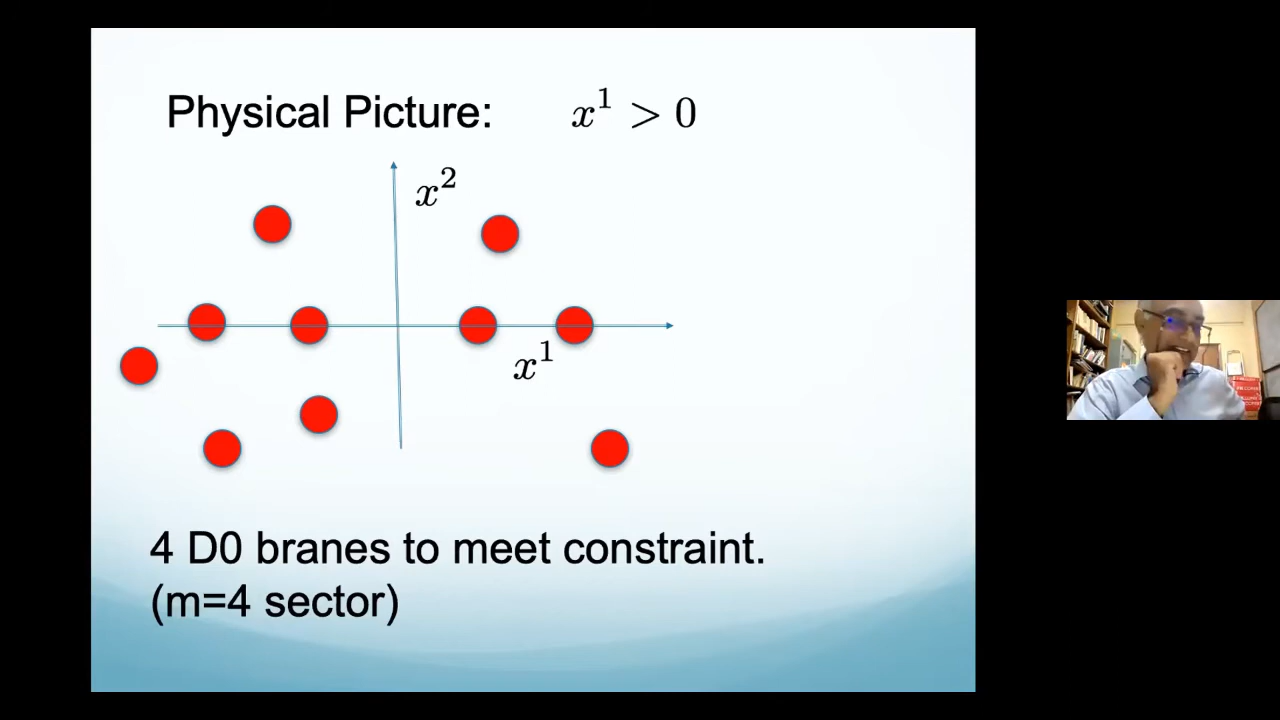 Physical Picture: x¹ > 0
x²
x¹
4 D0 branes to meet constraint.
(m=4 sector)